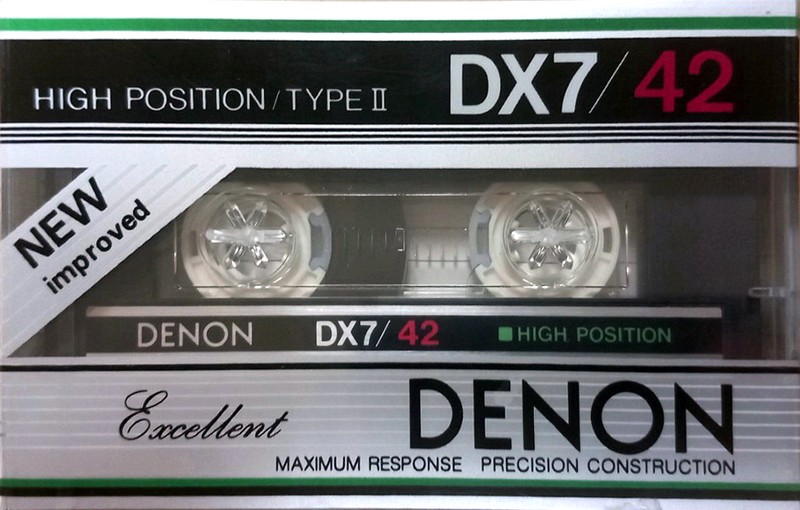 HIGH POSITION / TYPE II DX7/42
NEW
improved
DENON DX7/42 HIGH POSITION
Excellent DENON
MAXIMUM RESPONSE PRECISION CONSTRUCTION